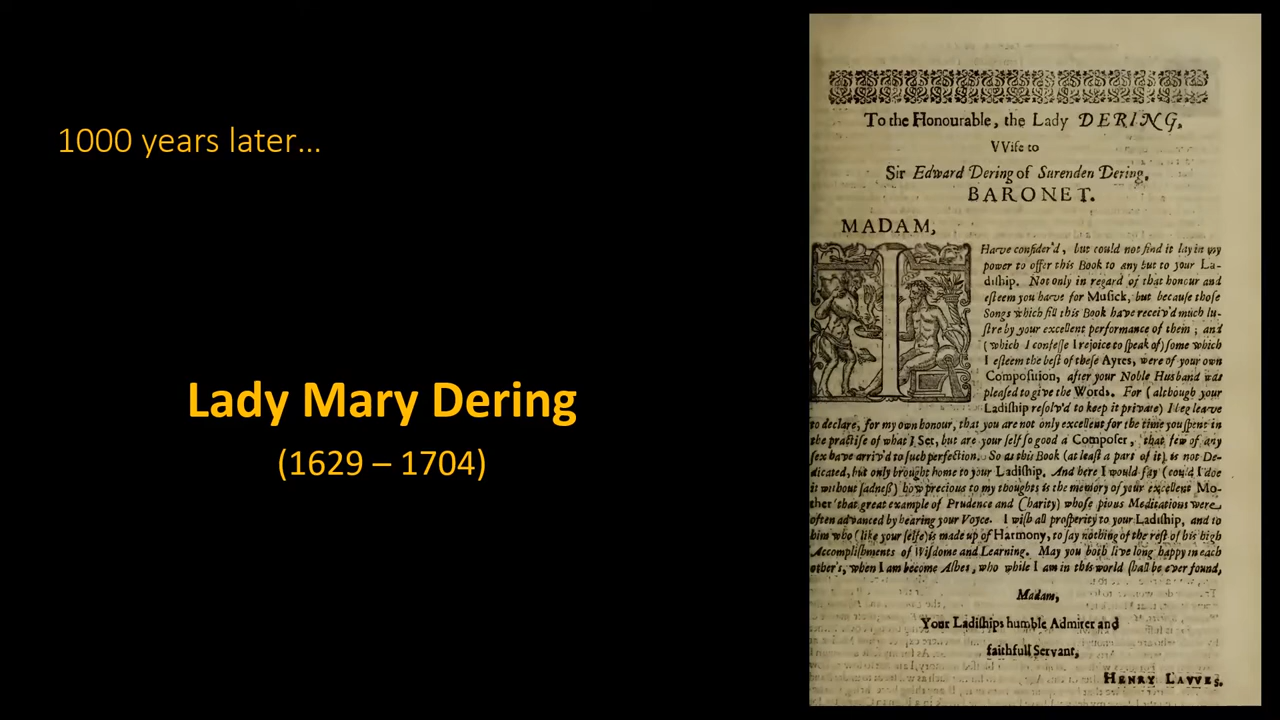 1000 years later…
Lady Mary Dering
(1629 – 1704)
To the Honourable, the Lady DERING,
VVife to
Sir Edward Dering of Surenden Dering,
BARONET.
MADAM,
I Have consider'd, but could not find it lay in my
power to offer this Book to any but to your La-
diship. Not only in regard of that honour and
esteem you have for Musick, but because those
Songs which fill this Book have receiv'd much lu-
stre by your excellent performance of them; and
(which I confesse I rejoice to speak of) some which
I esteem the best of these Ayres, were of your own
Composition, after your Noble Husband was
pleased to give the Words. For (although your
Ladiship resolv'd to keep it private) I beg leave
to declare, for my own honour, that you are not only excellent for the time you spent in
the practise of what I Set, but are your self so good a Composer, that few of any
sex have arriv'd to such perfection. So as this Book (at least a part of it) is not De-
dicated, but only brought home to your Ladiship. And here I would say (could I doe
it without sadness) how precious to my thoughts is the memory of your excellent Mo-
ther (that great example of Prudence and Charity) whose pious Meditations were
often advanced by hearing your Voyce. I wish all prosperity to your Ladiship, and to
him who (like your selfe) is made up of Harmony, to say nothing of the rest of his high
Accomplishments of Wisdome and Learning. May you both live long happy in each
other's, when I am become Ashes, who while I am in this world shall be ever found,
Madam,
Your Ladiships humble Admirer and
faithfull Servant,
HENRY LAVVES.